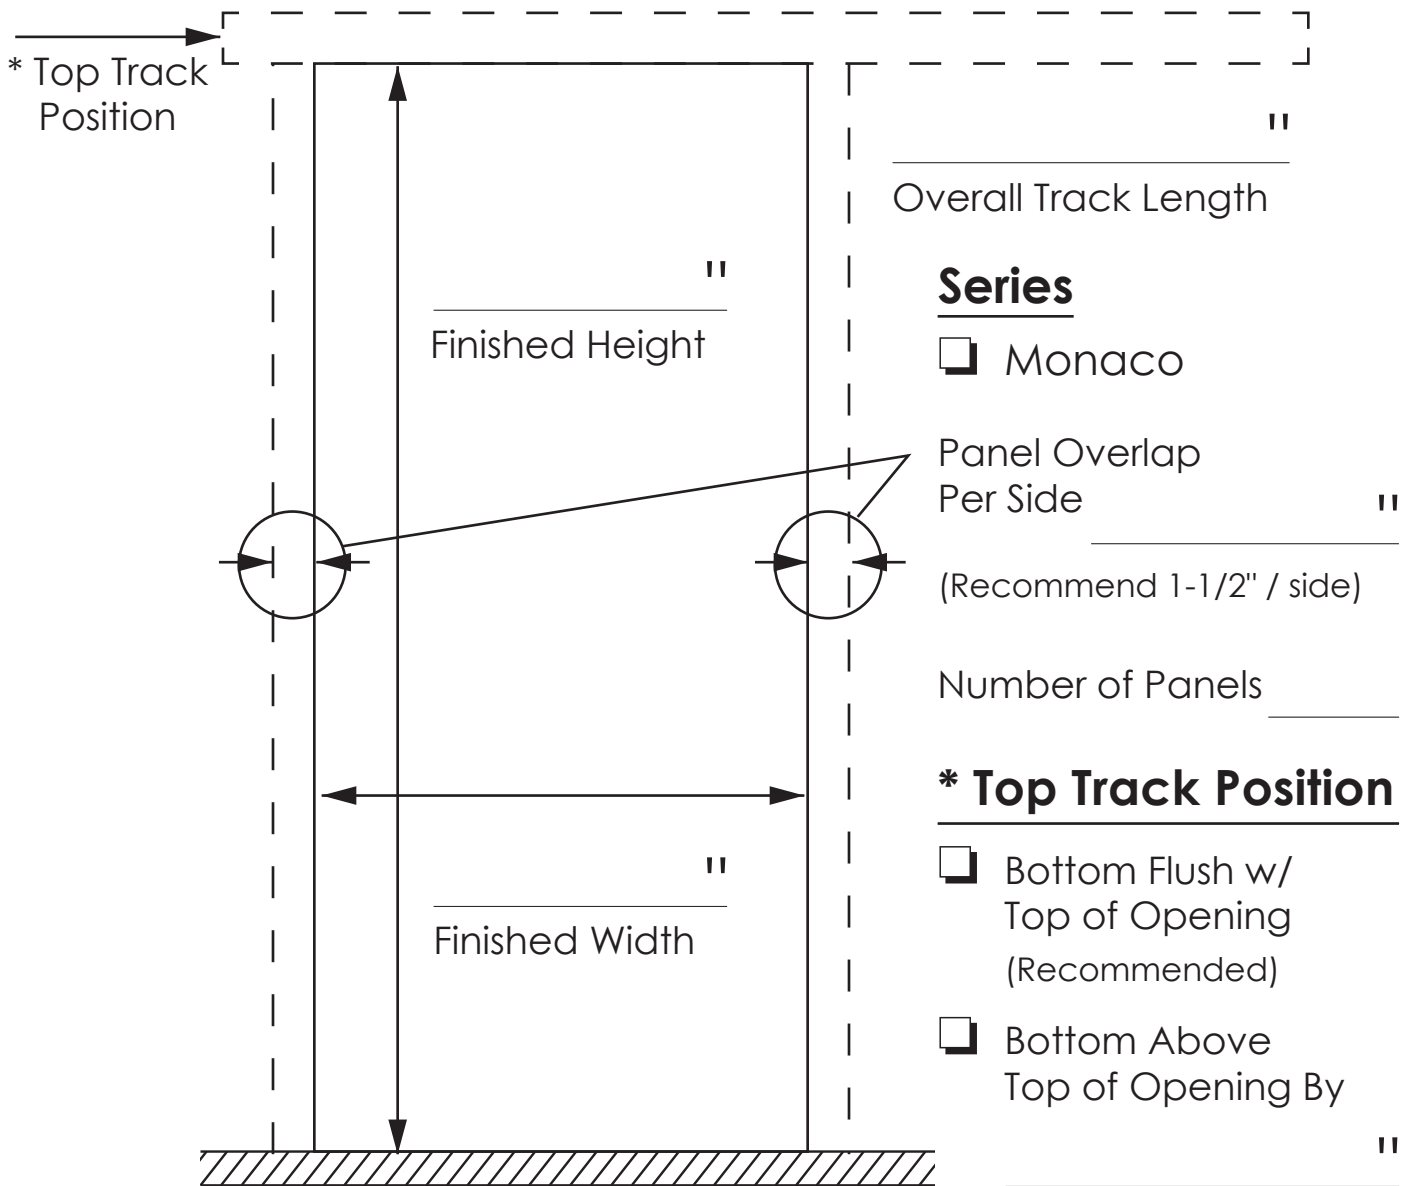 * Top Track
Position
"
Overall Track Length
"
Finished Height
Series
Monaco
Panel Overlap
Per Side "
(Recommend 1-1/2" / side)
Number of Panels
"
Finished Width
* Top Track Position
Bottom Flush w/
Top of Opening
(Recommended)
Bottom Above
Top of Opening By
"